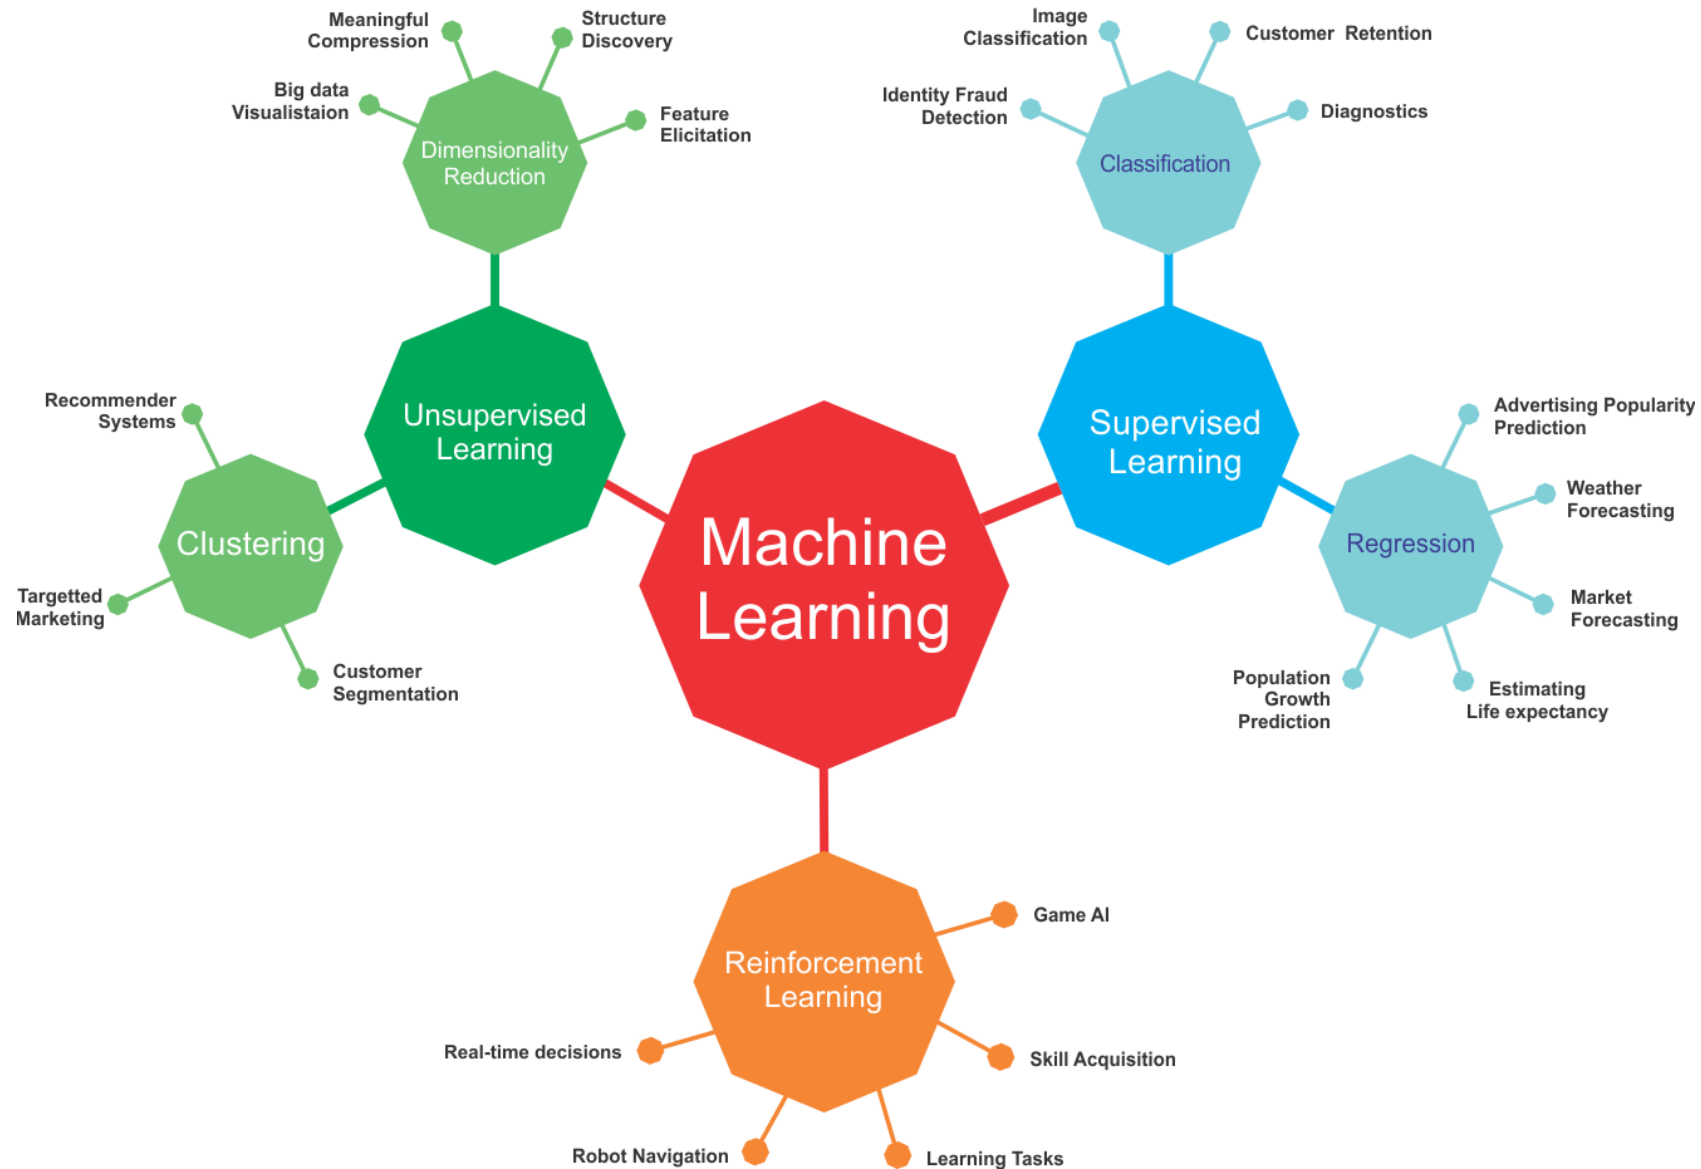 Meaningful
Compression
Structure
Discovery
Big data
Visualistaion
Feature
Elicitation
Dimensionality
Reduction
Image
Classification
Customer  Retention
Identity Fraud
Detection
Diagnostics
Classification
Recommender
Systems
Unsupervised
Learning
Clustering
Targetted
Marketing
Customer
Segmentation
Machine
Learning
Supervised
Learning
Advertising Popularity
Prediction
Weather
Forecasting
Regression
Market
Forecasting
Population
Growth
Prediction
Estimating
Life expectancy
Reinforcement
Learning
Game AI
Real-time decisions
Skill Acquisition
Robot Navigation
Learning Tasks